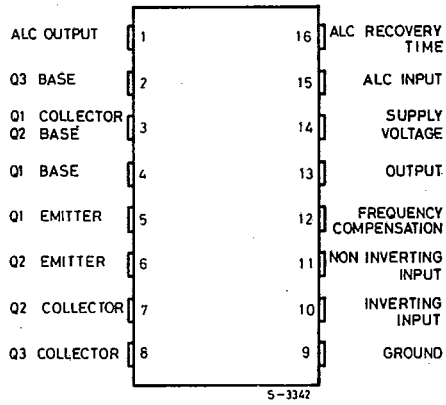 ALC OUTPUT 1
Q3 BASE 2
Q1 COLLECTOR
Q2 BASE 3
Q1 BASE 4
Q1 EMITTER 5
Q2 EMITTER 6
Q2 COLLECTOR 7
Q3 COLLECTOR 8
16 ALC RECOVERY
TIME
15 ALC INPUT
14 SUPPLY
VOLTAGE
13 OUTPUT
12 FREQUENCY
COMPENSATION
11 NON INVERTING
INPUT
10 INVERTING
INPUT
9 GROUND
S-3342